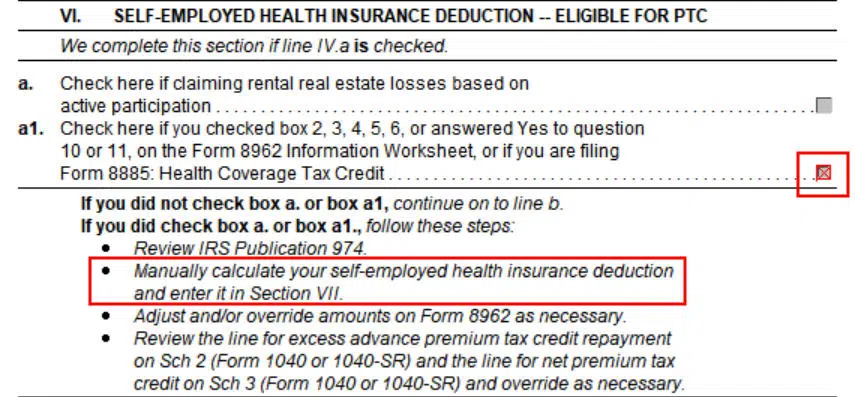 VI. SELF-EMPLOYED HEALTH INSURANCE DEDUCTION -- ELIGIBLE FOR PTC
We complete this section if line IV.a is checked.
a. Check here if claiming rental real estate losses based on
active participation . . . . . . . . . . . . . . . . . . . . . . . . . . . . . . . . . . . . . . . . . . . . . . . . . . . . . . . . . . . . . . . . . .
a1. Check here if you checked box 2, 3, 4, 5, 6, or answered Yes to question
10 or 11, on the Form 8962 Information Worksheet, or if you are filing
Form 8885: Health Coverage Tax Credit . . . . . . . . . . . . . . . . . . . . . . . . . . . . . . . . . . . . . . . . . . . . . . .
If you did not check box a. or box a1, continue on to line b.
If you did check box a. or box a1., follow these steps:
• Review IRS Publication 974.
• Manually calculate your self-employed health insurance deduction
and enter it in Section VII.
• Adjust and/or override amounts on Form 8962 as necessary.
• Review the line for excess advance premium tax credit repayment
on Sch 2 (Form 1040 or 1040-SR) and the line for net premium tax
credit on Sch 3 (Form 1040 or 1040-SR) and override as necessary.